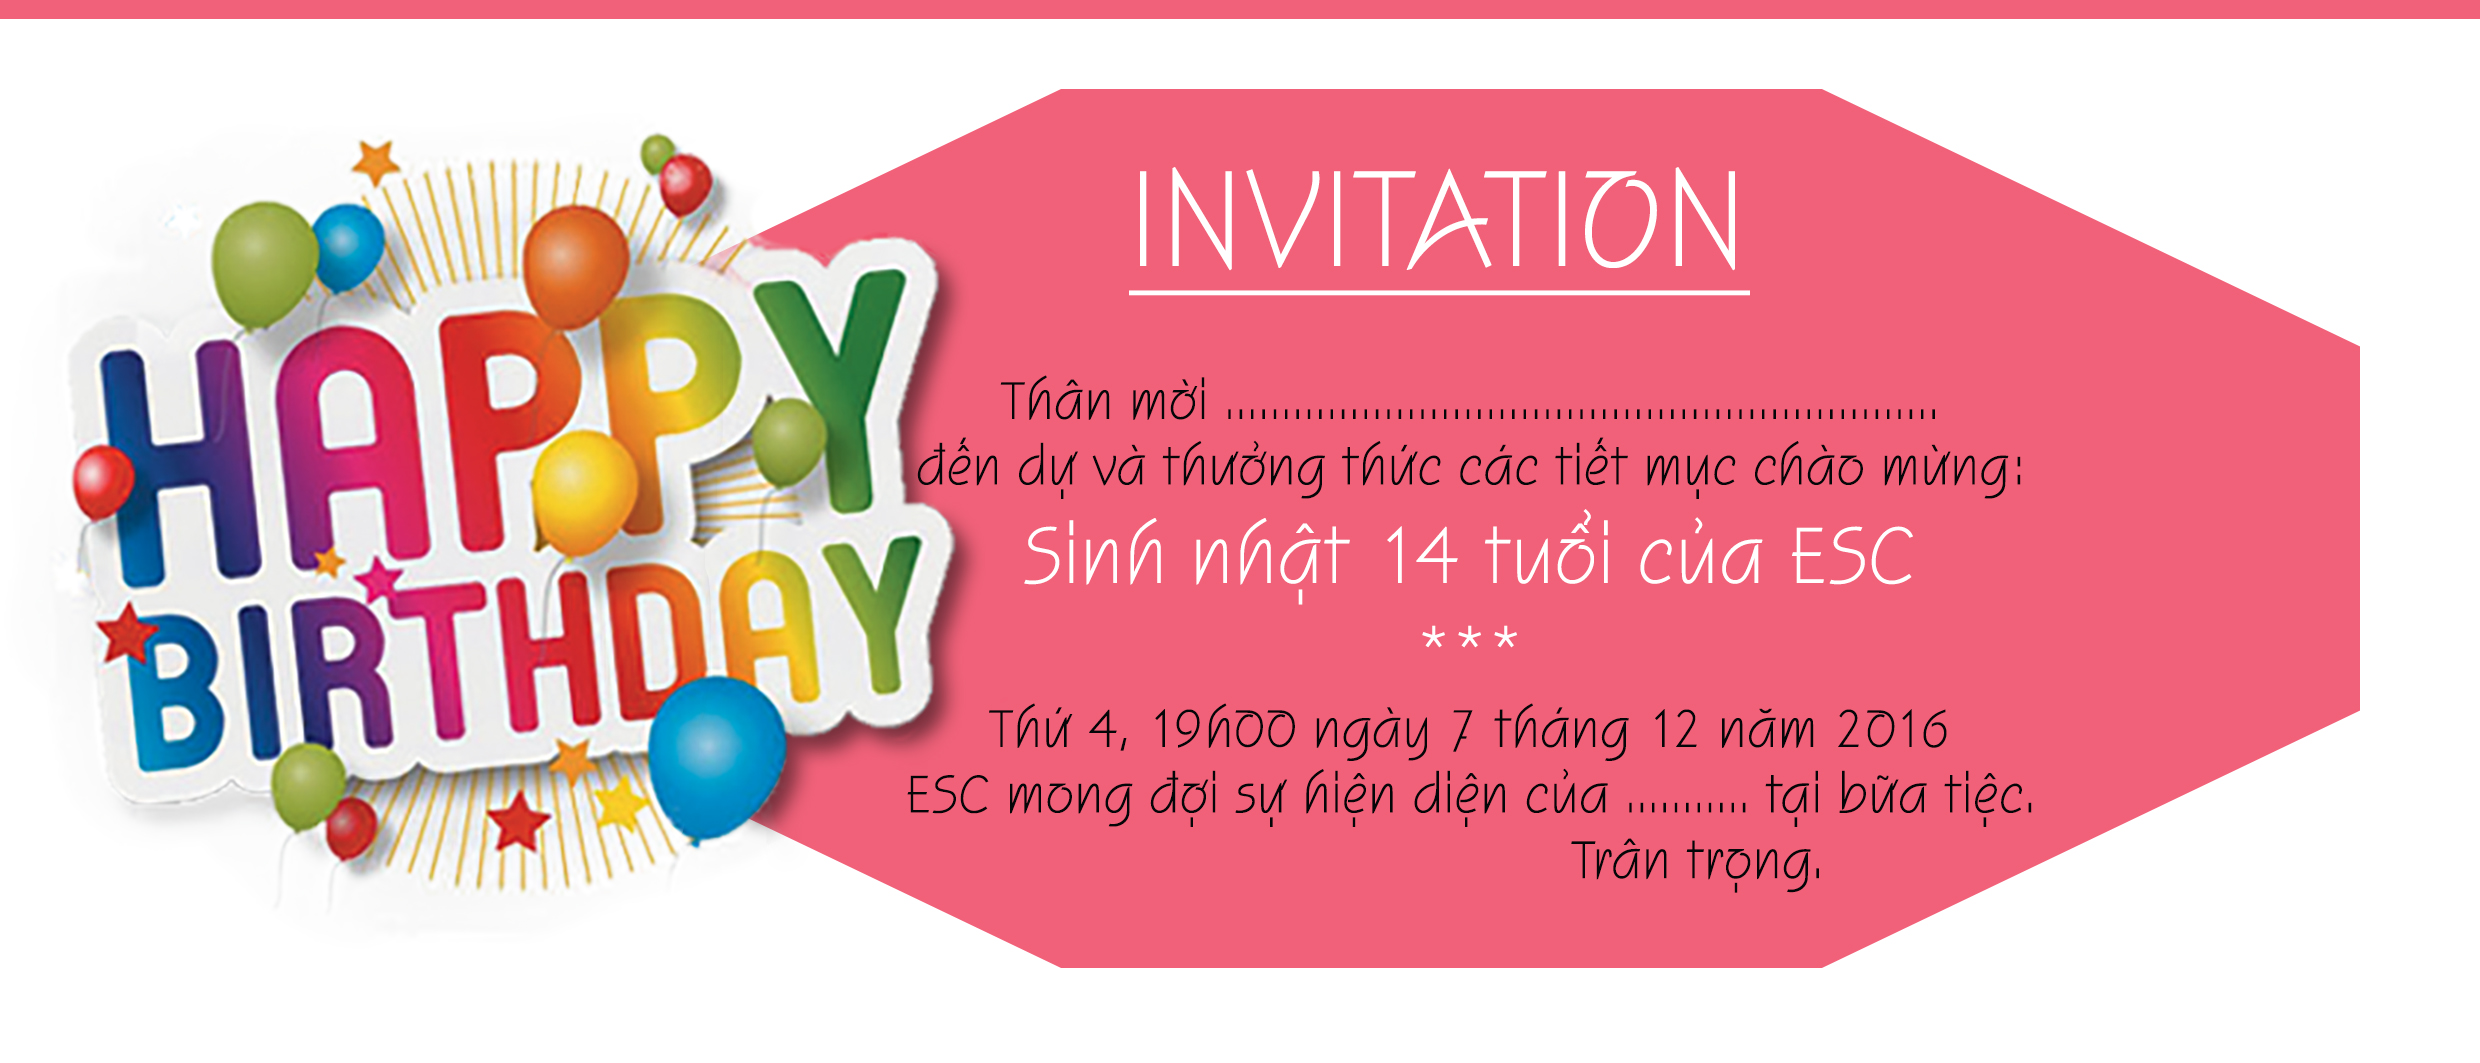 HAPPY
BIRTHDAY
INVITATION
Thân mời ..............................................................
đến dự và thưởng thức các tiết mục chào mừng:
Sinh nhật 14 tuổi của ESC
***
Thứ 4, 19h00 ngày 7 tháng 12 năm 2016
ESC mong đợi sự hiện diện của ........... tại bữa tiệc.
Trân trọng.